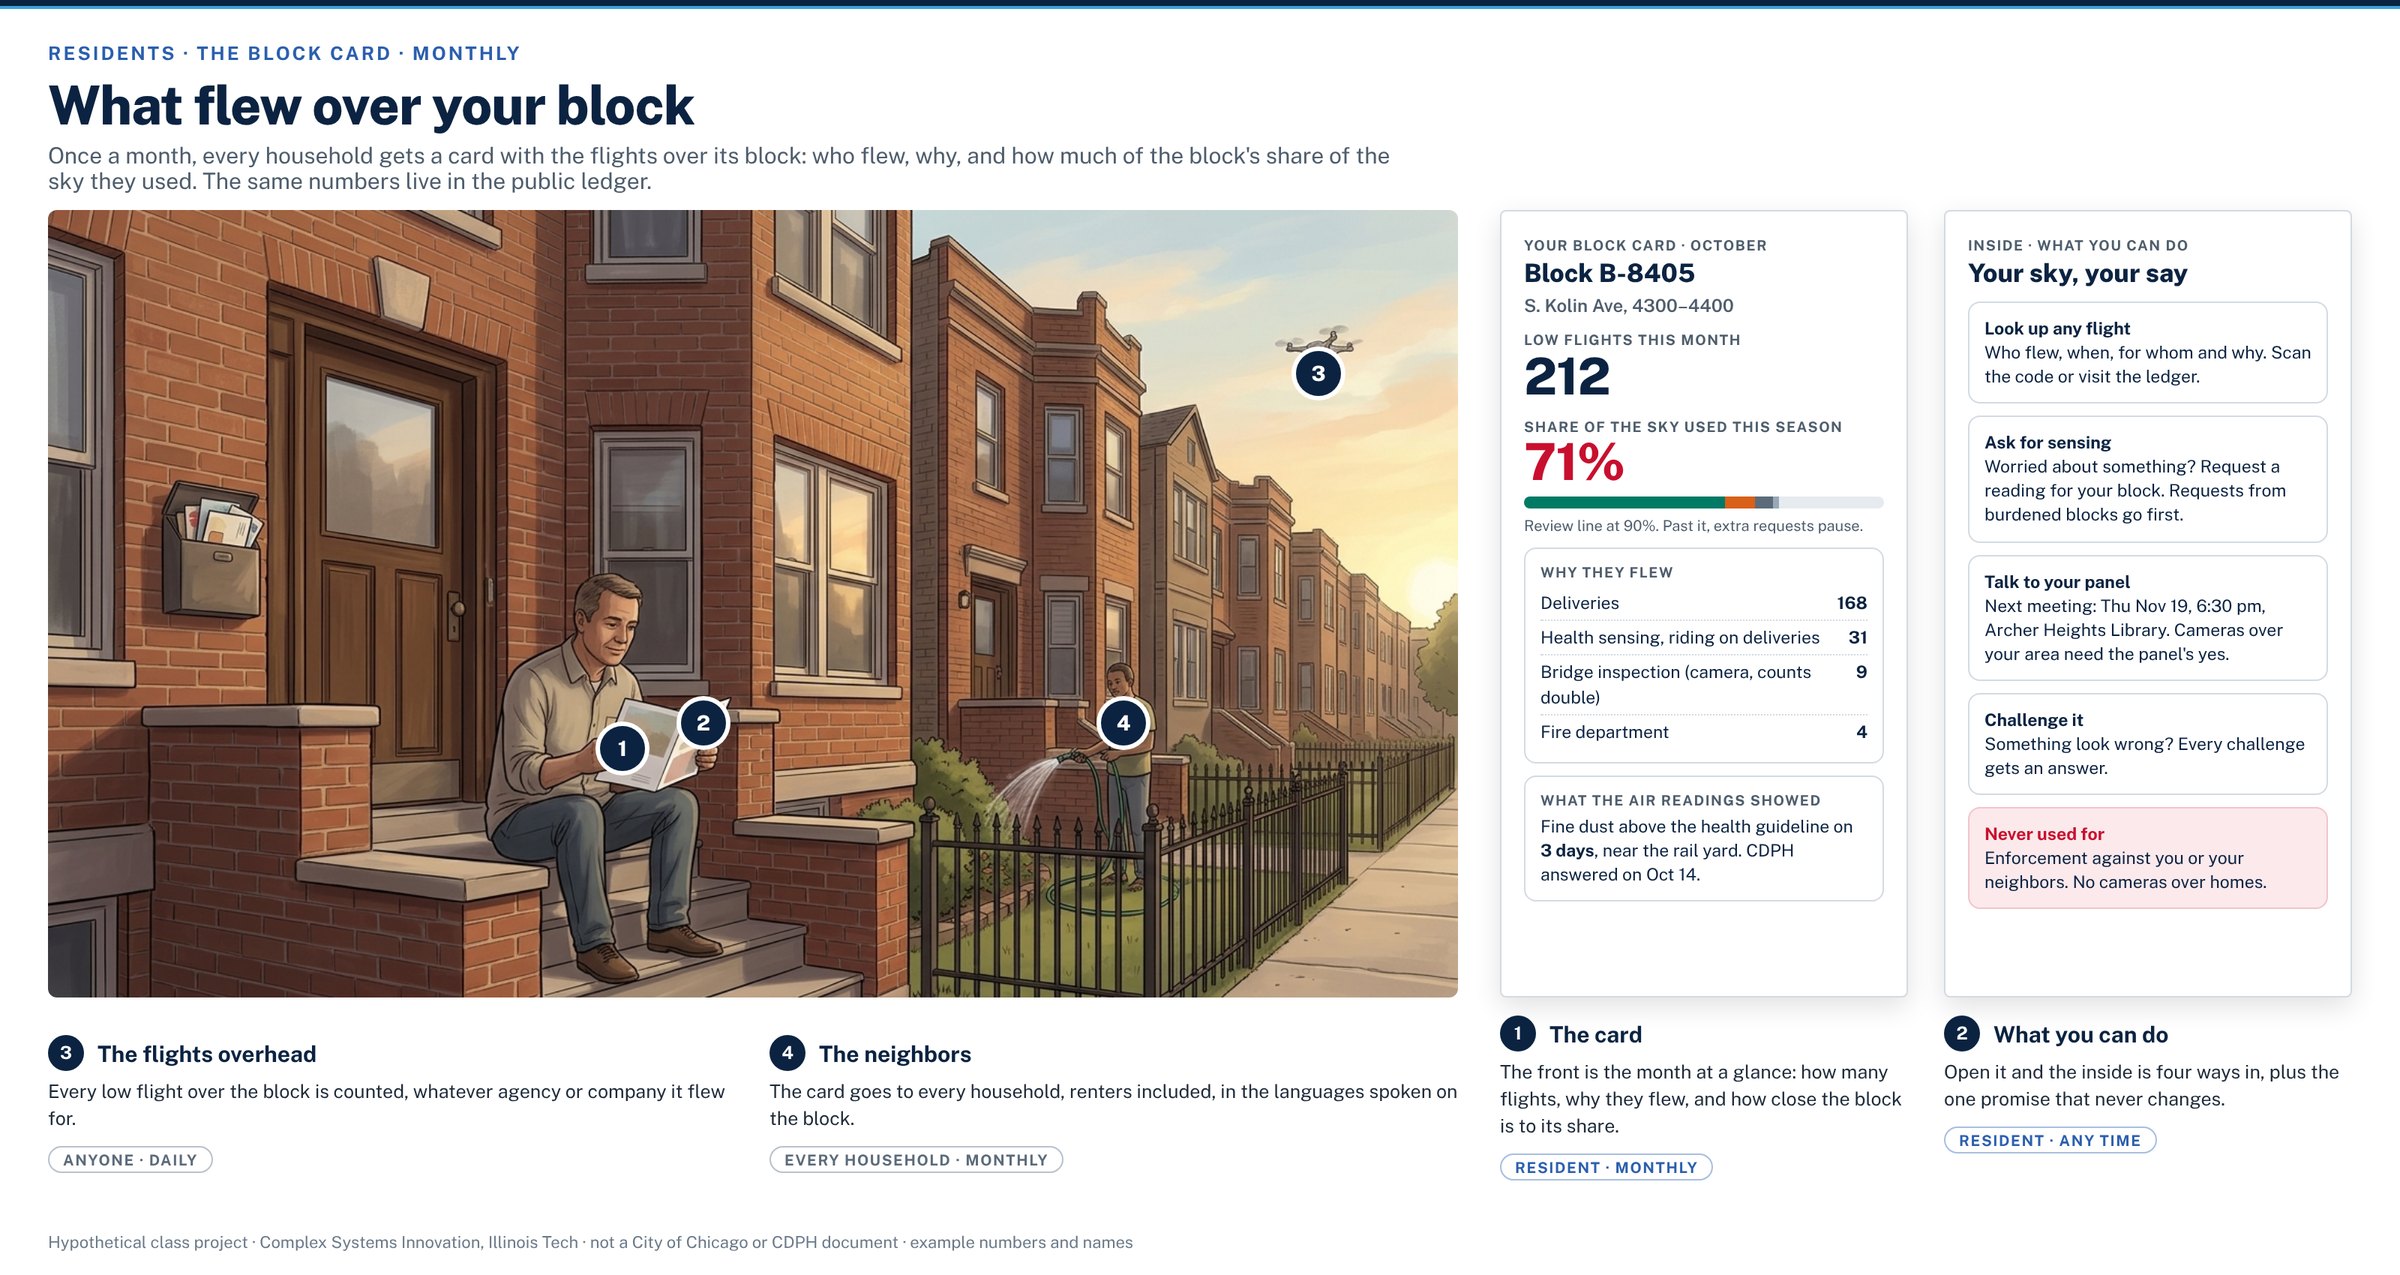 RESIDENTS · THE BLOCK CARD · MONTHLY
What flew over your block
Once a month, every household gets a card with the flights over its block: who flew, why, and how much of the block's share of the
sky they used. The same numbers live in the public ledger.
3
1
2
4
YOUR BLOCK CARD · OCTOBER
Block B-8405
S. Kolin Ave, 4300–4400
LOW FLIGHTS THIS MONTH
212
SHARE OF THE SKY USED THIS SEASON
71%
Review line at 90%. Past it, extra requests pause.
WHY THEY FLEW
Deliveries 168
Health sensing, riding on deliveries 31
Bridge inspection (camera, counts 9
double)
Fire department 4
WHAT THE AIR READINGS SHOWED
Fine dust above the health guideline on
3 days, near the rail yard. CDPH
answered on Oct 14.
INSIDE · WHAT YOU CAN DO
Your sky, your say
Look up any flight
Who flew, when, for whom and why. Scan
the code or visit the ledger.
Ask for sensing
Worried about something? Request a
reading for your block. Requests from
burdened blocks go first.
Talk to your panel
Next meeting: Thu Nov 19, 6:30 pm,
Archer Heights Library. Cameras over
your area need the panel's yes.
Challenge it
Something look wrong? Every challenge
gets an answer.
Never used for
Enforcement against you or your
neighbors. No cameras over homes.
3 The flights overhead
Every low flight over the block is counted, whatever agency or company it flew
for.
ANYONE · DAILY
4 The neighbors
The card goes to every household, renters included, in the languages spoken on
the block.
EVERY HOUSEHOLD · MONTHLY
1 The card
The front is the month at a glance: how many
flights, why they flew, and how close the block
is to its share.
RESIDENT · MONTHLY
2 What you can do
Open it and the inside is four ways in, plus the
one promise that never changes.
RESIDENT · ANY TIME
Hypothetical class project · Complex Systems Innovation, Illinois Tech · not a City of Chicago or CDPH document · example numbers and names